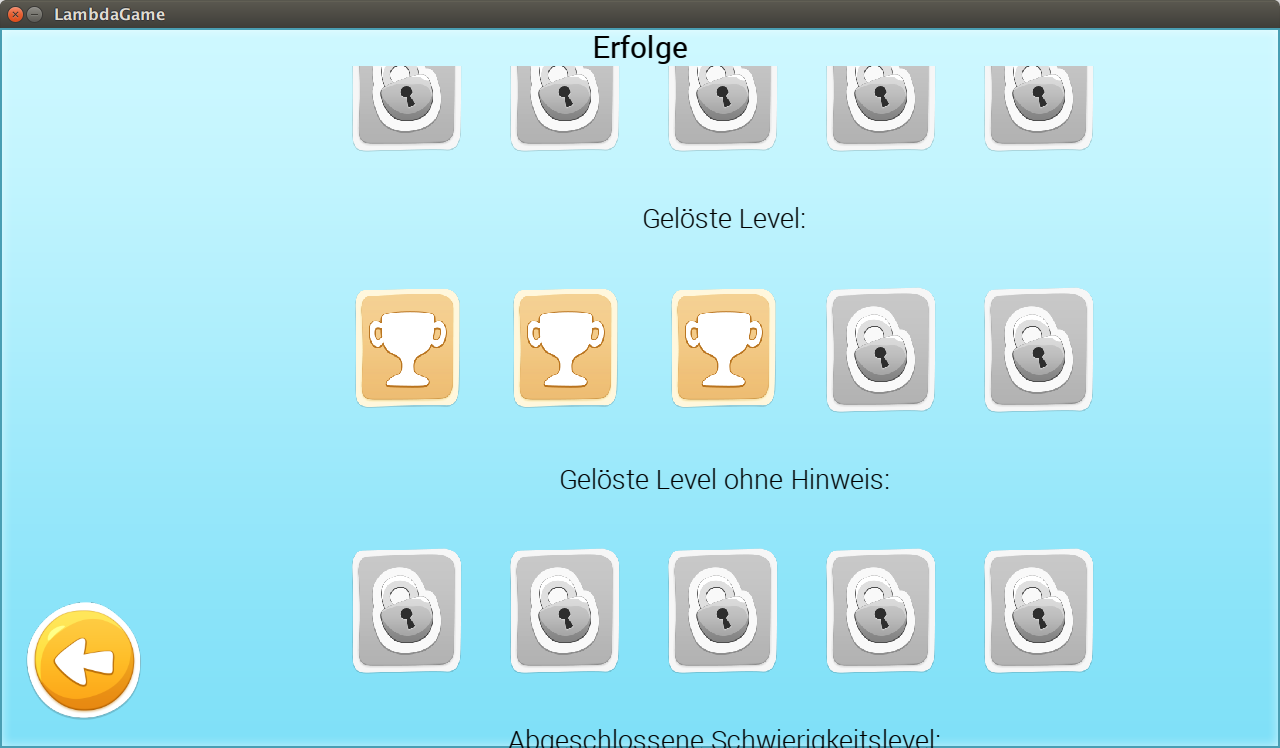 LambdaGame
Erfolge
Gelöste Level:
Gelöste Level ohne Hinweis:
Abgeschlossene Schwierigkeitslevel: